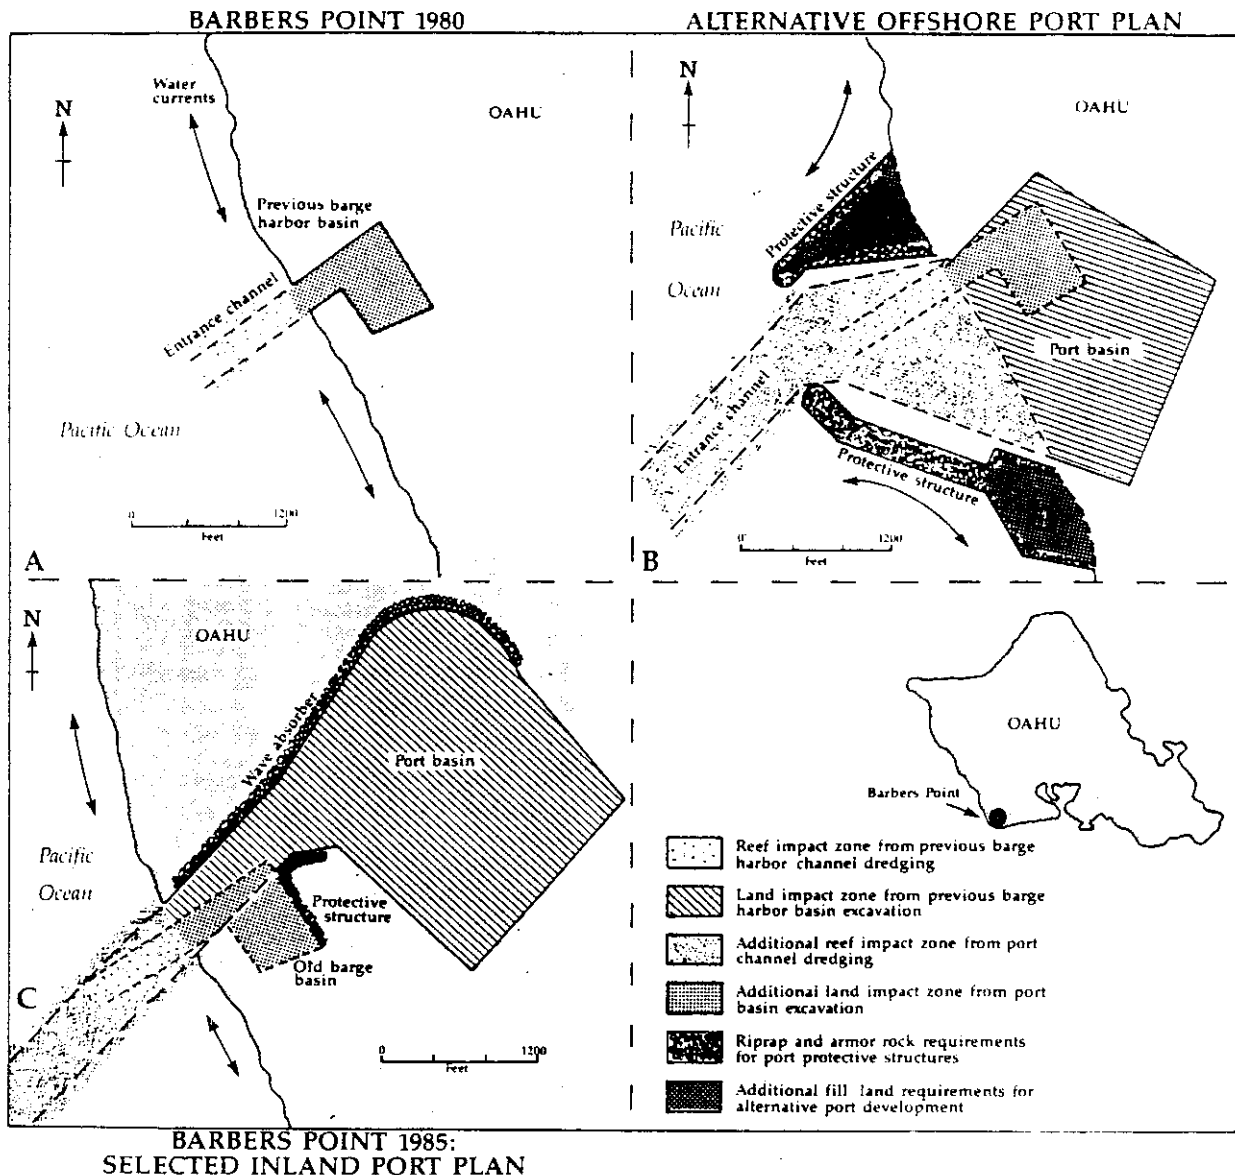 BARBERS POINT 1980
N
Water
currents
OAHU
Previous barge
harbor basin
Entrance channel
Pacific Ocean
0
1200
Feet
A
ALTERNATIVE OFFSHORE PORT PLAN
N
OAHU
Protective structure
Pacific
Ocean
Port basin
Entrance channel
Protective structure
0
1200
Feet
B
N
OAHU
Wave absorber
Port basin
Pacific
Ocean
Protective
structure
Old barge
basin
C
0
1200
Feet
BARBERS POINT 1985:
SELECTED INLAND PORT PLAN
OAHU
Barbers Point
Reef impact zone from previous barge
harbor channel dredging
Land impact zone from previous barge
harbor basin excavation
Additional reef impact zone from port
channel dredging
Additional land impact zone from port
basin excavation
Riprap and armor rock requirements
for port protective structures
Additional fill land requirements for
alternative port development